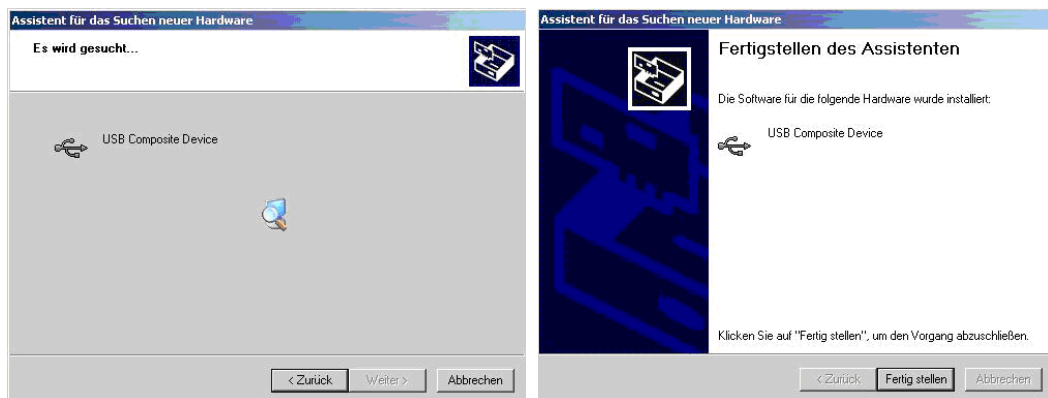 Assistent für das Suchen neuer Hardware
Es wird gesucht...
USB Composite Device
< Zurück
Weiter >
Abbrechen
Assistent für das Suchen neuer Hardware
Fertigstellen des Assistenten
Die Software für die folgende Hardware wurde installiert:
USB Composite Device
Klicken Sie auf "Fertig stellen", um den Vorgang abzuschließen.
< Zurück
Fertig stellen
Abbrechen